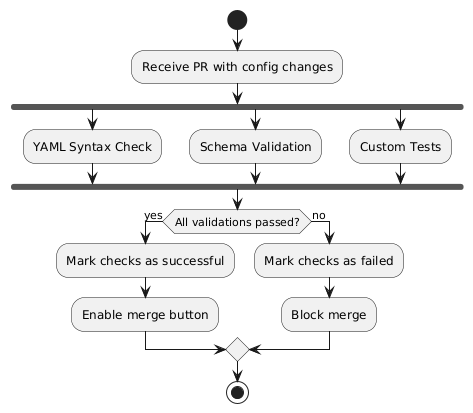 Receive PR with config changes
YAML Syntax Check
Schema Validation
Custom Tests
All validations passed?
yes
no
Mark checks as successful
Mark checks as failed
Enable merge button
Block merge